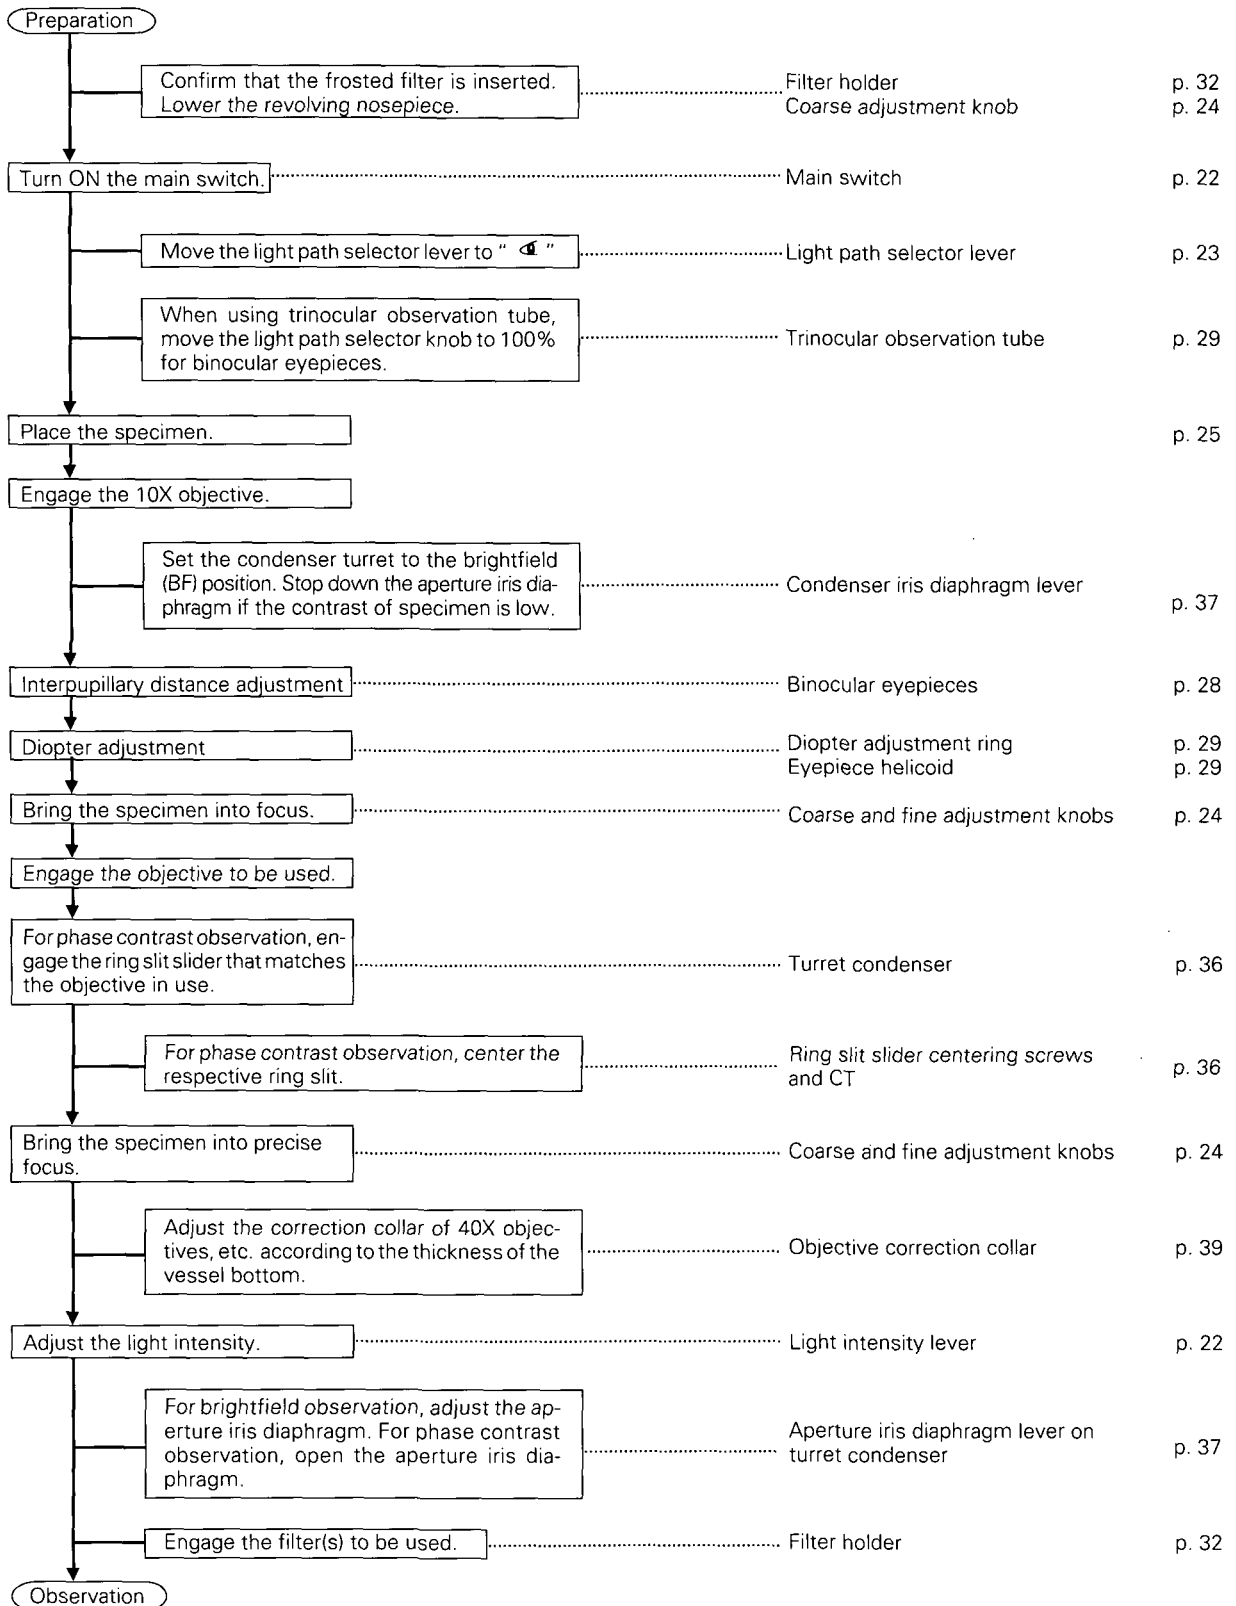 Preparation
Confirm that the frosted filter is inserted.
Lower the revolving nosepiece.
Filter holder p. 32
Coarse adjustment knob p. 24
Turn ON the main switch. Main switch p. 22
Move the light path selector lever to " " Light path selector lever p. 23
When using trinocular observation tube,
move the light path selector knob to 100%
for binocular eyepieces.
Trinocular observation tube p. 29
Place the specimen. p. 25
Engage the 10X objective.
Set the condenser turret to the brightfield
(BF) position. Stop down the aperture iris dia-
phragm if the contrast of specimen is low.
Condenser iris diaphragm lever p. 37
Interpupillary distance adjustment Binocular eyepieces p. 28
Diopter adjustment Diopter adjustment ring p. 29
Eyepiece helicoid p. 29
Bring the specimen into focus. Coarse and fine adjustment knobs p. 24
Engage the objective to be used.
For phase contrast observation, en-
gage the ring slit slider that matches
the objective in use.
Turret condenser p. 36
For phase contrast observation, center the
respective ring slit.
Ring slit slider centering screws
and CT p. 36
Bring the specimen into precise
focus.
Coarse and fine adjustment knobs p. 24
Adjust the correction collar of 40X objec-
tives, etc. according to the thickness of the
vessel bottom.
Objective correction collar p. 39
Adjust the light intensity. Light intensity lever p. 22
For brightfield observation, adjust the ap-
erture iris diaphragm. For phase contrast
observation, open the aperture iris dia-
phragm.
Aperture iris diaphragm lever on
turret condenser p. 37
Engage the filter(s) to be used. Filter holder p. 32
Observation